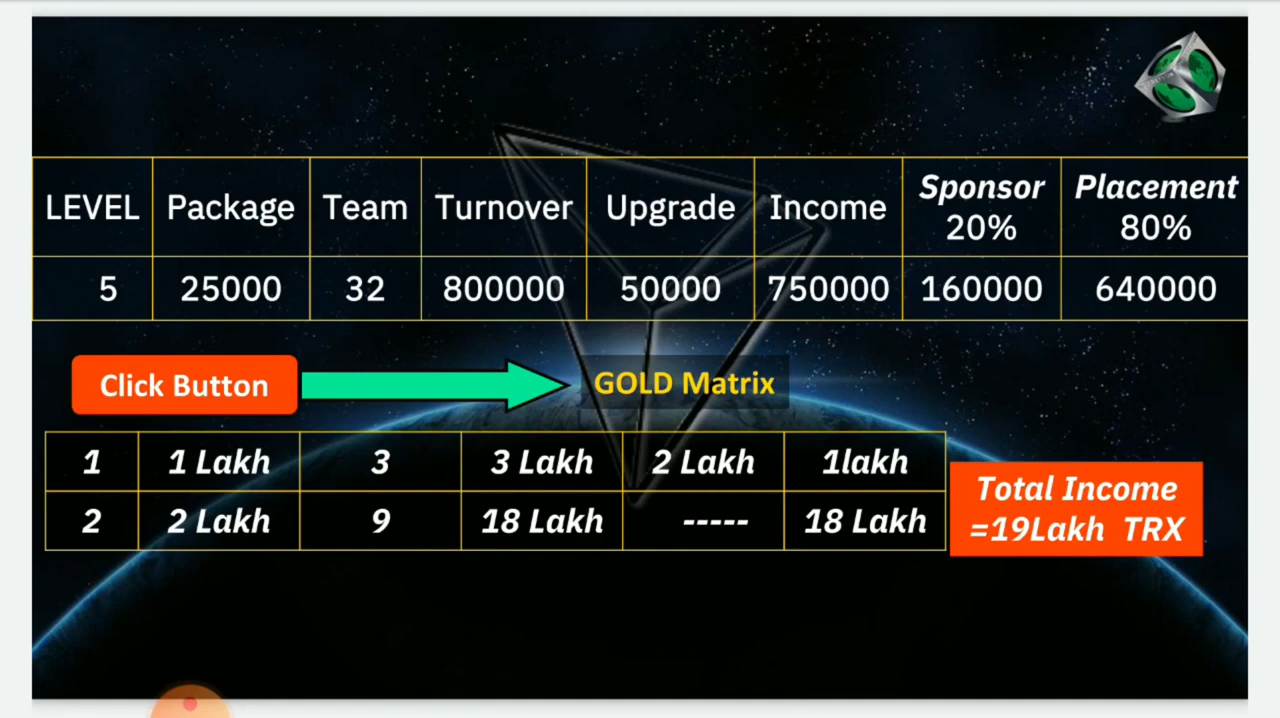 LEVEL Package Team Turnover Upgrade Income Sponsor 20% Placement 80%
5 25000 32 800000 50000 750000 160000 640000
Click Button GOLD Matrix
1 1 Lakh 3 3 Lakh 2 Lakh 1lakh
2 2 Lakh 9 18 Lakh ----- 18 Lakh
Total Income
=19Lakh TRX